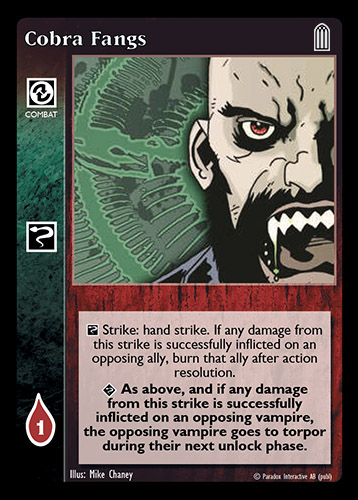 Cobra Fangs
COMBAT
Strike: hand strike. If any damage from
this strike is successfully inflicted on an
opposing ally, burn that ally after action
resolution.
As above, and if any damage
from this strike is successfully
inflicted on an opposing vampire,
the opposing vampire goes to torpor
during their next unlock phase.
1
Illus: Mike Chaney
© Paradox Interactive AB (publ)